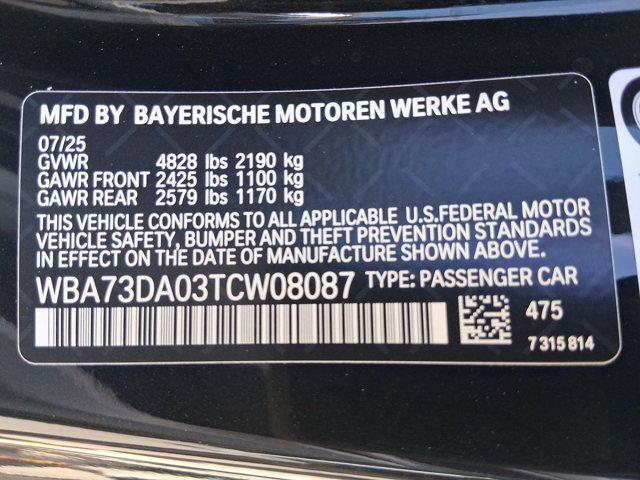 MFD BY BAYERISCHE MOTOREN WERKE AG
07/25
GVWR 4828 lbs 2190 kg
GAWR FRONT 2425 lbs 1100 kg
GAWR REAR 2579 lbs 1170 kg
THIS VEHICLE CONFORMS TO ALL APPLICABLE U.S.FEDERAL MOTOR
VEHICLE SAFETY, BUMPER AND THEFT PREVENTION STANDARDS
IN EFFECT ON THE DATE OF MANUFACTURE SHOWN ABOVE.
WBA73DA03TCW08087 TYPE: PASSENGER CAR
475
7 315 814